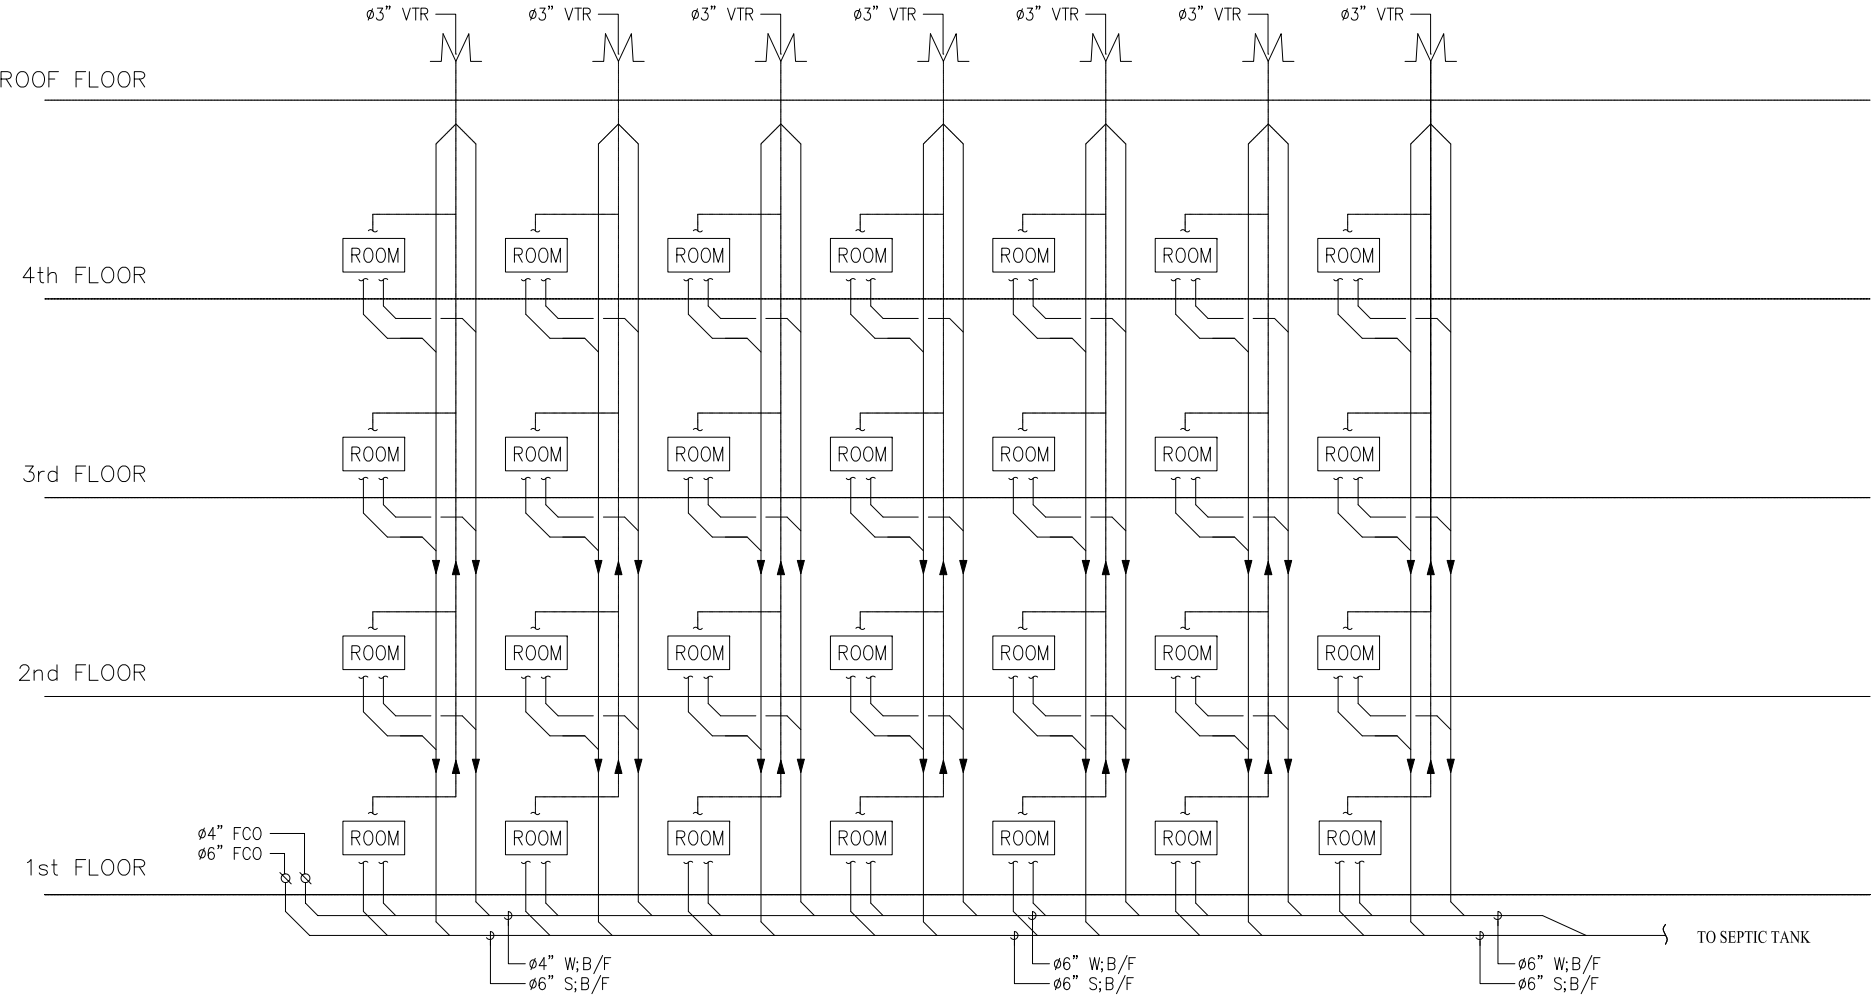 ø3" VTR ø3" VTR ø3" VTR ø3" VTR ø3" VTR ø3" VTR ø3" VTR
ROOF FLOOR
ROOM ROOM ROOM ROOM ROOM ROOM ROOM
4th FLOOR
ROOM ROOM ROOM ROOM ROOM ROOM ROOM
3rd FLOOR
ROOM ROOM ROOM ROOM ROOM ROOM ROOM
2nd FLOOR
ROOM ROOM ROOM ROOM ROOM ROOM ROOM
ø4" FCO
ø6" FCO
1st FLOOR
TO SEPTIC TANK
ø4" W;B/F ø6" W;B/F ø6" W;B/F
ø6" S;B/F ø6" S;B/F ø6" S;B/F